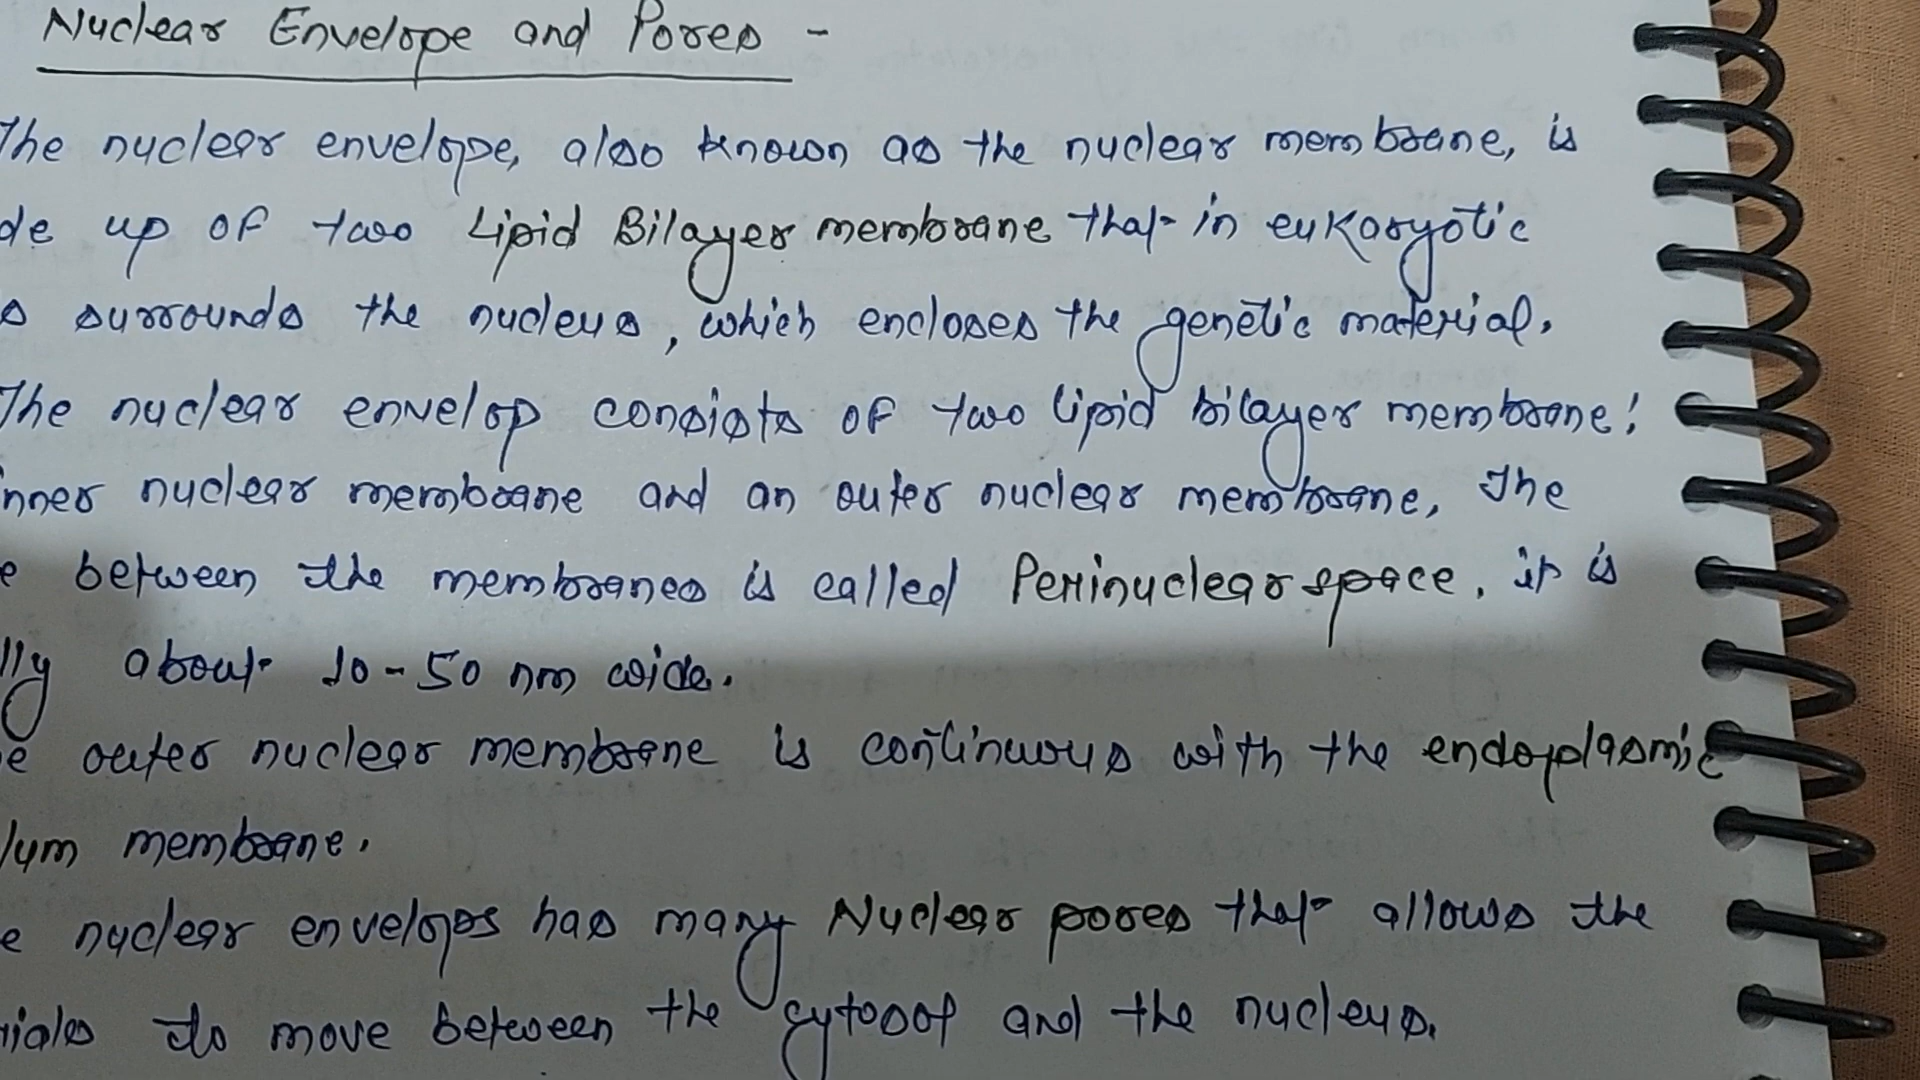 Nuclear Envelope and Pores -
The nuclear envelope, also known as the nuclear membrane, is
de up of two Lipid Bilayer membrane that in eukaryotic
s surrounds the nucleus, which encloses the genetic material.
The nuclear envelop consists of two lipid bilayer membrane:
nner nuclear membrane and an outer nuclear membrane, The
e between the membranes is called Perinuclear space, it is
lly about 10-50 nm wide.
e outer nuclear membrane is continuous with the endoplasmic
lum membrane.
e nuclear envelops has many Nuclear pores that allows the
rials to move between the cytosol and the nucleus.